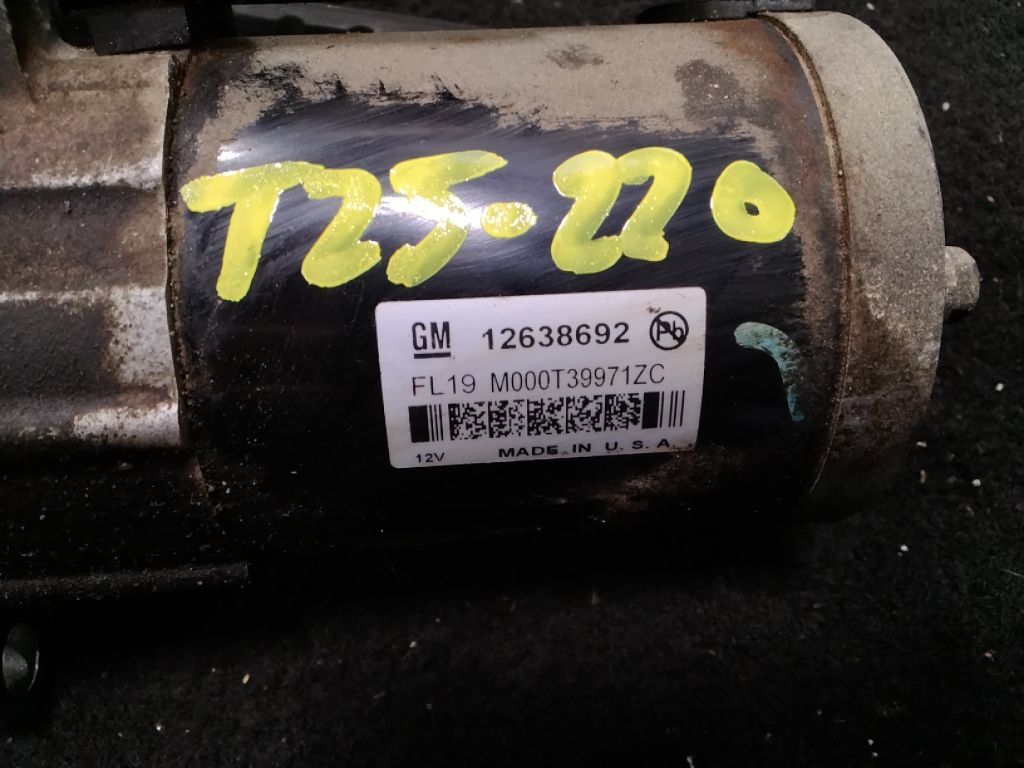 T25.220
GM 12638692 Pb
FL19 M000T39971ZC
12V MADE IN U.S.A.